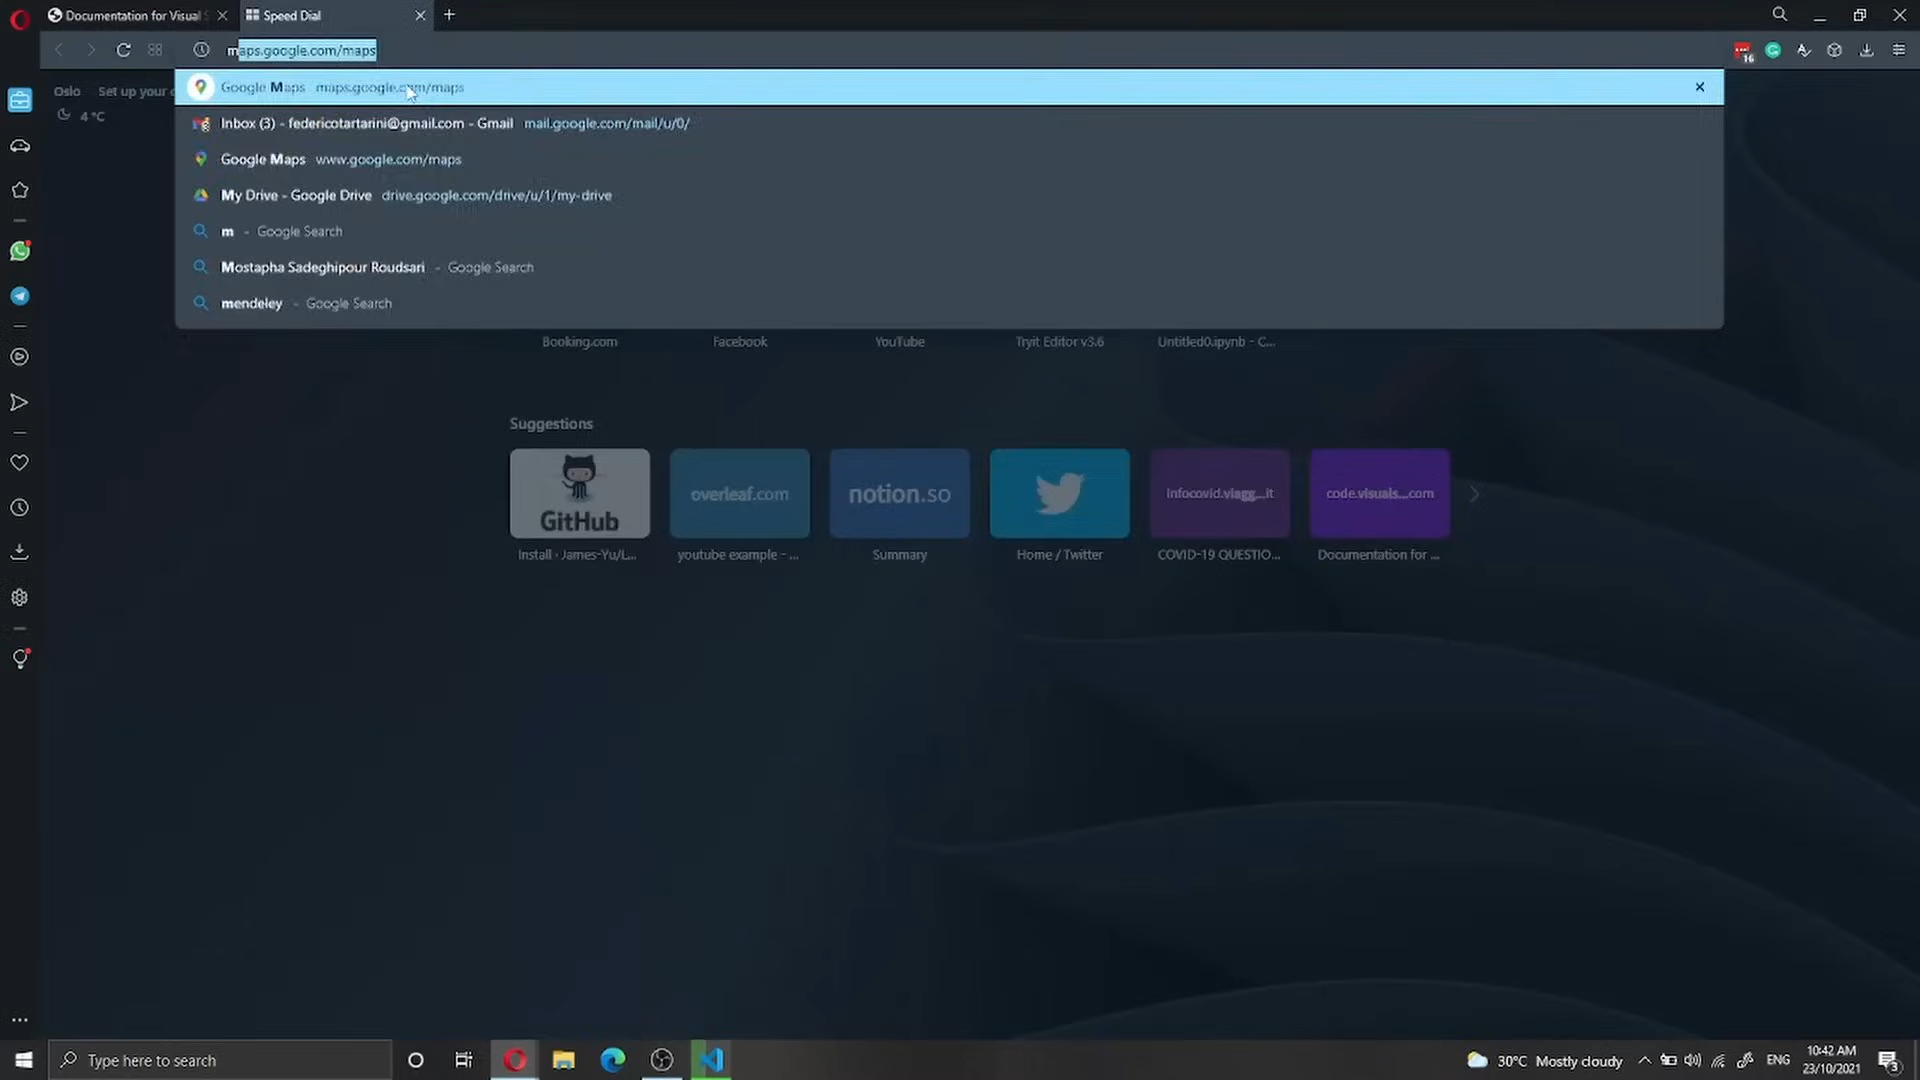 Documentation for Visual S
Speed Dial
maps.google.com/maps
16
Google Maps maps.google.com/maps
Inbox (3) - federicotartarini@gmail.com - Gmail mail.google.com/mail/u/0/
Google Maps www.google.com/maps
My Drive - Google Drive drive.google.com/drive/u/1/my-drive
m - Google Search
Mostapha Sadeghipour Roudsari - Google Search
mendeley - Google Search
Oslo Set up your c
4 °C
Booking.com Facebook YouTube Tryit Editor v3.6 Untitled0.ipynb - C...
Suggestions
GitHub
overleaf.com
notion.so
infocovid.viagg...it
code.visuals...com
Install · James-Yu/L... youtube example - ... Summary Home / Twitter COVID-19 QUESTIO... Documentation for ...
Type here to search
30°C Mostly cloudy
ENG
10:42 AM
23/10/2021
3